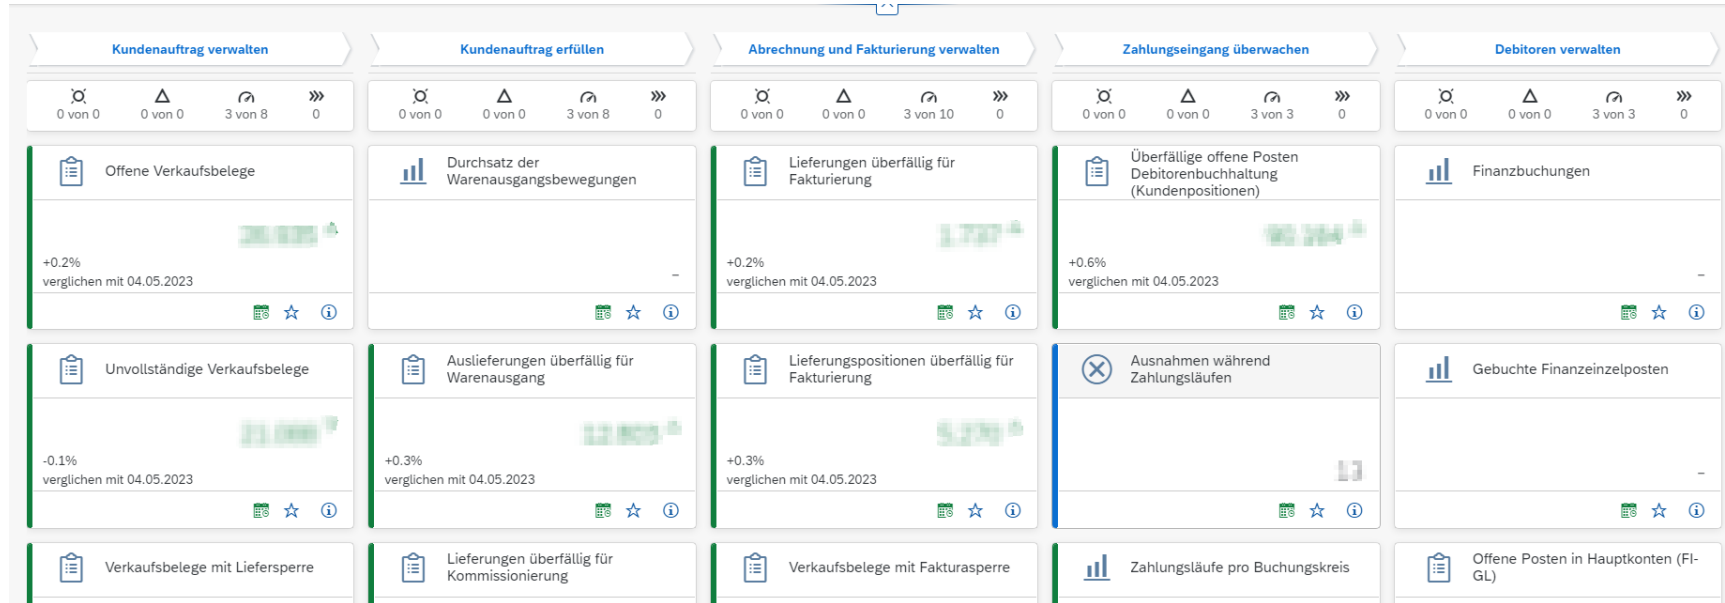 Kundenauftrag verwalten
Kundenauftrag erfüllen
Abrechnung und Fakturierung verwalten
Zahlungseingang überwachen
Debitoren verwalten
0 von 0 0 von 0 3 von 8 0
0 von 0 0 von 0 3 von 8 0
0 von 0 0 von 0 3 von 10 0
0 von 0 0 von 0 3 von 3 0
0 von 0 0 von 0 3 von 3 0
Offene Verkaufsbelege
+0.2%
verglichen mit 04.05.2023
Durchsatz der
Warenausgangsbewegungen
–
Lieferungen überfällig für
Fakturierung
+0.2%
verglichen mit 04.05.2023
Überfällige offene Posten
Debitorenbuchhaltung
(Kundenpositionen)
+0.6%
verglichen mit 04.05.2023
Finanzbuchungen
–
Unvollständige Verkaufsbelege
-0.1%
verglichen mit 04.05.2023
Auslieferungen überfällig für
Warenausgang
+0.3%
verglichen mit 04.05.2023
Lieferungspositionen überfällig für
Fakturierung
+0.3%
verglichen mit 04.05.2023
Ausnahmen während
Zahlungsläufen
Gebuchte Finanzeinzelposten
–
Verkaufsbelege mit Liefersperre
Lieferungen überfällig für
Kommissionierung
Verkaufsbelege mit Fakturasperre
Zahlungsläufe pro Buchungskreis
Offene Posten in Hauptkonten (FI-
GL)